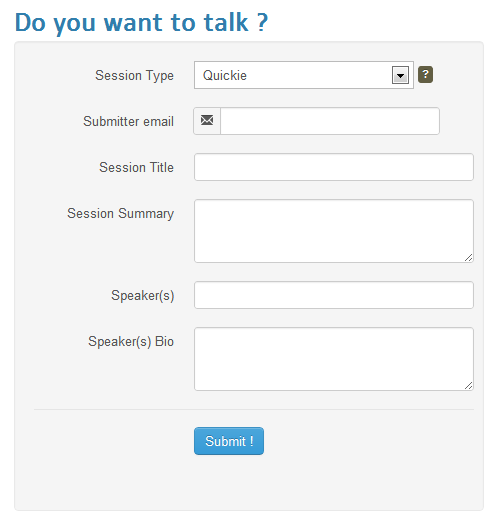 Do you want to talk ?
Session Type Quickie ?
Submitter email
Session Title
Session Summary
Speaker(s)
Speaker(s) Bio
Submit !